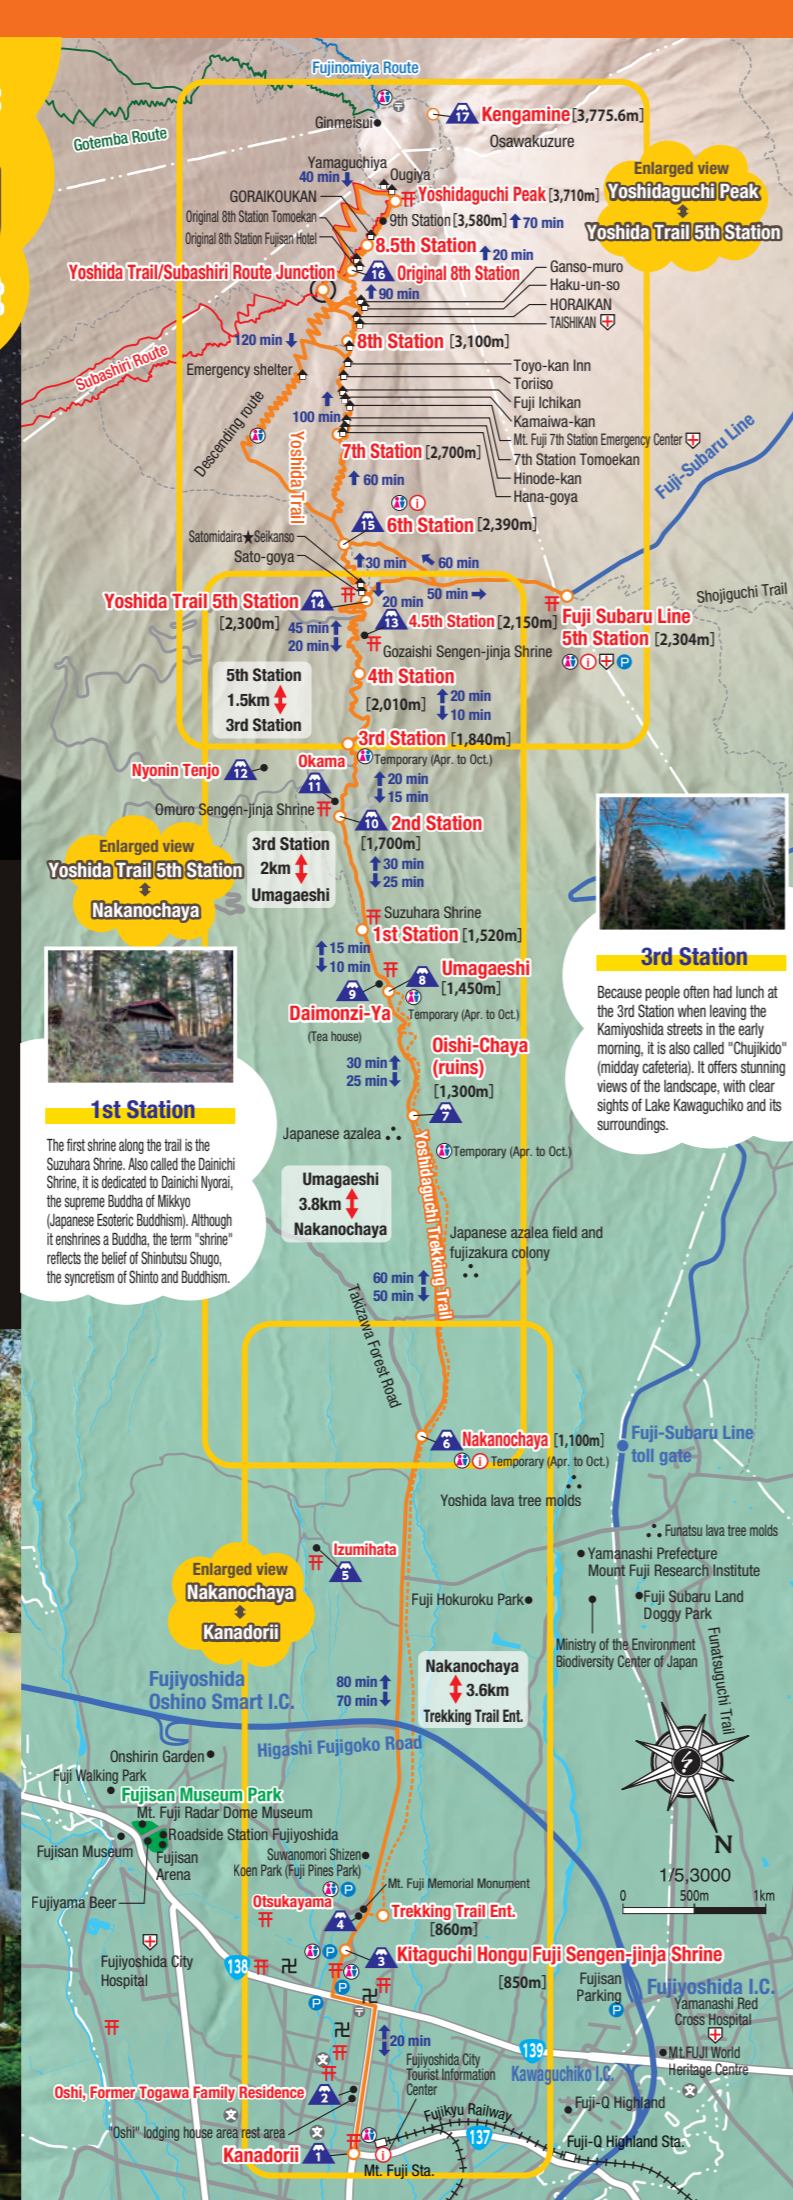 Fujinomiya Route
Gotemba Route
Ginmeisui
17 Kengamine [3,775.6m]
Osawakuzure
Yamaguchiya
40 min
Ougiya
GORAIKOUKAN
Yoshidaguchi Peak [3,710m]
Original 8th Station Tomoekan
9th Station [3,580m] 70 min
Original 8th Station Fujisan Hotel
8.5th Station
20 min
Enlarged view
Yoshidaguchi Peak
Yoshida Trail 5th Station
Yoshida Trail/Subashiri Route Junction
16 Original 8th Station
90 min
Ganso-muro
Haku-un-so
HORAIKAN
TAISHIKAN
120 min
8th Station [3,100m]
Subashiri Route
Emergency shelter
Toyo-kan Inn
Toriiso
Fuji Ichikan
Kamaiwa-kan
Mt. Fuji 7th Station Emergency Center
7th Station Tomoekan
Hinode-kan
Hana-goya
100 min
Descending route
Yoshida Trail
7th Station [2,700m]
60 min
Fuji-Subaru Line
15 6th Station [2,390m]
Satomidaira★Seikanso
Sato-goya
30 min
60 min
Yoshida Trail 5th Station 14
[2,300m]
20 min
50 min
Shojiguchi Trail
13 4.5th Station [2,150m]
Fuji Subaru Line
5th Station [2,304m]
P
45 min
20 min
Gozaishi Sengen-jinja Shrine
5th Station
1.5km
3rd Station
4th Station
[2,010m]
20 min
10 min
3rd Station [1,840m]
Temporary (Apr. to Oct.)
Nyonin Tenjo 12
Okama
11
20 min
15 min
Omuro Sengen-jinja Shrine
10 2nd Station
[1,700m]
Enlarged view
Yoshida Trail 5th Station
Nakanochaya
3rd Station
2km
Umagaeshi
30 min
25 min
Suzuhara Shrine
1st Station [1,520m]
15 min
10 min
8 Umagaeshi
[1,450m]
9
Daimonzi-Ya
(Tea house)
Temporary (Apr. to Oct.)
3rd Station
Because people often had lunch at
the 3rd Station when leaving the
Kamiyoshida streets in the early
morning, it is also called "Chujikido"
(midday cafeteria). It offers stunning
views of the landscape, with clear
sights of Lake Kawaguchiko and its
surroundings.
Oishi-Chaya
(ruins)
[1,300m]
30 min
25 min
7
1st Station
The first shrine along the trail is the
Suzuhara Shrine. Also called the Dainichi
Shrine, it is dedicated to Dainichi Nyorai,
the supreme Buddha of Mikkyo
(Japanese Esoteric Buddhism). Although
it enshrines a Buddha, the term "shrine"
reflects the belief of Shinbutsu Shugo,
the syncretism of Shinto and Buddhism.
Japanese azalea
Temporary (Apr. to Oct.)
Yoshidaguchi Trekking Trail
Umagaeshi
3.8km
Nakanochaya
Japanese azalea field and
fujizakura colony
60 min
50 min
Takizawa Forest Road
6 Nakanochaya [1,100m]
Temporary (Apr. to Oct.)
Fuji-Subaru Line
toll gate
Yoshida lava tree molds
Funatsu lava tree molds
Izumihata
5
Yamanashi Prefecture
Mount Fuji Research Institute
Enlarged view
Nakanochaya
Kanadorii
Fuji Hokuroku Park
Fuji Subaru Land
Doggy Park
Ministry of the Environment
Biodiversity Center of Japan
Funatsuguchi Trail
Nakanochaya
3.6km
Trekking Trail Ent.
80 min
70 min
Fujiyoshida
Oshino Smart I.C.
Higashi Fujigoko Road
Onshirin Garden
Fuji Walking Park
Fujisan Museum Park
Mt. Fuji Radar Dome Museum
Roadside Station Fujiyoshida
Fujisan Museum
Fujisan
Arena
Suwanomori Shizen
Koen Park (Fuji Pines Park)
P
N
1/5,3000
0 500m 1km
Fujiyama Beer
Mt. Fuji Memorial Monument
Otsukayama
4
Trekking Trail Ent.
[860m]
Fujiyoshida City
Hospital
138
P
3 Kitaguchi Hongu Fuji Sengen-jinja Shrine
[850m]
P
P
Fujisan
Parking
P
Fujiyoshida I.C.
Yamanashi Red
Cross Hospital
20 min
139
Mt.FUJI World
Heritage Centre
Kawaguchiko I.C.
Fujiyoshida City
Tourist Information
Center
Oshi, Former Togawa Family Residence 2
"Oshi" lodging house area rest area
Fuji-Q Highland
Fujikyu Railway
137
Fuji-Q Highland Sta.
Kanadorii 1
Mt. Fuji Sta.